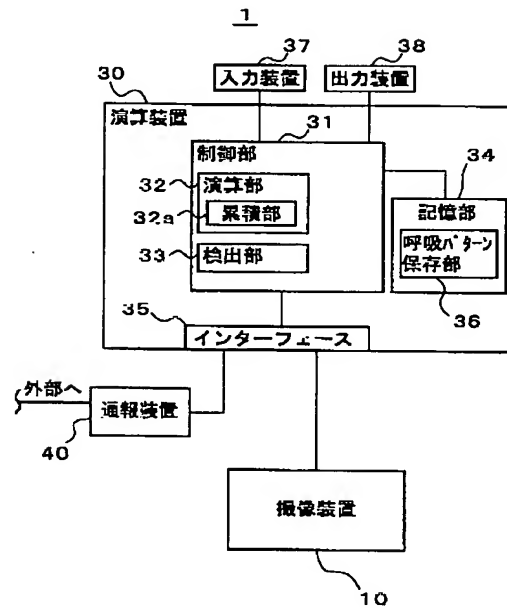 1
37
38
入力装置
出力装置
30
演算装置
31
制御部
34
32
演算部
32a
累積部
記憶部
33
検出部
呼吸パターン
保存部
35
36
インターフェース
外部へ
通報装置
40
撮像装置
10